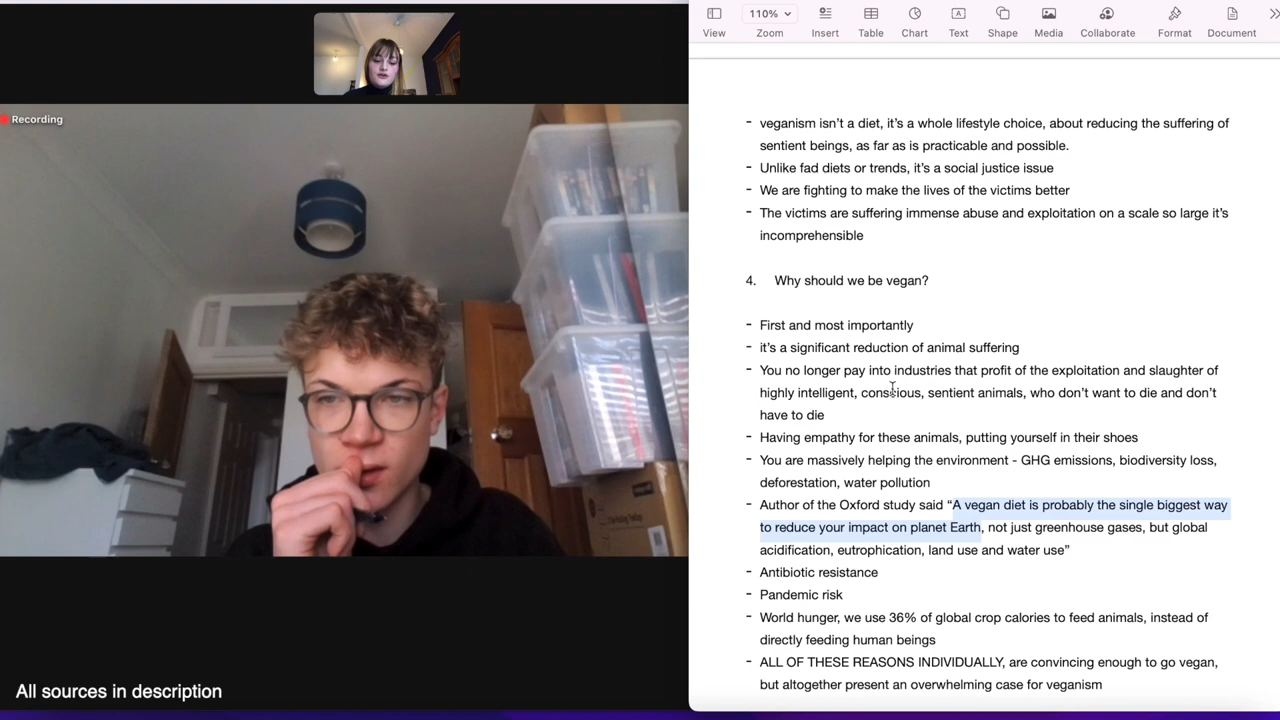 110%
View
Zoom
Insert
Table
Chart
Text
Shape
Media
Collaborate
Format
Document
Recording
- veganism isn't a diet, it's a whole lifestyle choice, about reducing the suffering of
sentient beings, as far as is practicable and possible.
- Unlike fad diets or trends, it's a social justice issue
- We are fighting to make the lives of the victims better
- The victims are suffering immense abuse and exploitation on a scale so large it's
incomprehensible
4. Why should we be vegan?
- First and most importantly
- it's a significant reduction of animal suffering
- You no longer pay into industries that profit of the exploitation and slaughter of
highly intelligent, conscious, sentient animals, who don't want to die and don't
have to die
- Having empathy for these animals, putting yourself in their shoes
- You are massively helping the environment - GHG emissions, biodiversity loss,
deforestation, water pollution
- Author of the Oxford study said “A vegan diet is probably the single biggest way
to reduce your impact on planet Earth, not just greenhouse gases, but global
acidification, eutrophication, land use and water use”
- Antibiotic resistance
- Pandemic risk
- World hunger, we use 36% of global crop calories to feed animals, instead of
directly feeding human beings
- ALL OF THESE REASONS INDIVIDUALLY, are convincing enough to go vegan,
but altogether present an overwhelming case for veganism
All sources in description